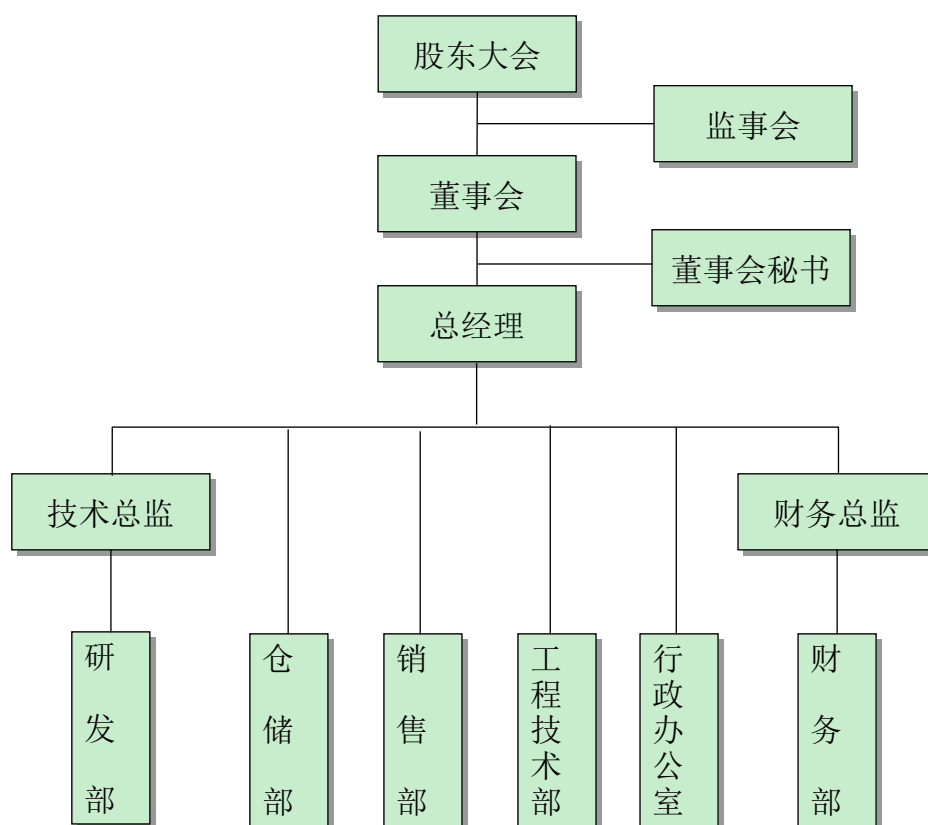 股东大会
监事会
董事会
董事会秘书
总经理
技术总监
财务总监
研发部
仓储部
销售部
工程技术部
行政办公室
财务部